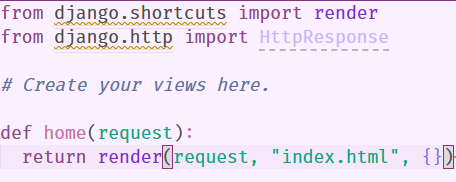 from django.shortcuts import render
from django.http import HttpResponse
# Create your views here.
def home(request):
  return render(request, "index.html", {})